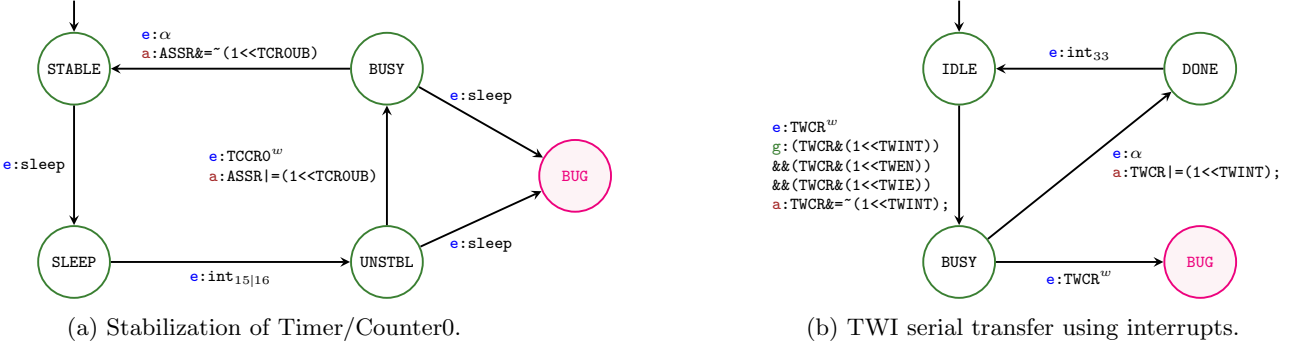 e:α
a:ASSR&=~(1<<TCR0UB)
STABLE
BUSY
e:sleep
e:sleep
e:TCCR0^w
a:ASSR|=(1<<TCR0UB)
BUG
e:sleep
SLEEP
e:int_15|16
UNSTBL
(a) Stabilization of Timer/Counter0.
IDLE
e:int_33
DONE
e:TWCR^w
g:(TWCR&(1<<TWINT))
&&(TWCR&(1<<TWEN))
&&(TWCR&(1<<TWIE))
a:TWCR&=~(1<<TWINT);
e:α
a:TWCR|=(1<<TWINT);
BUSY
e:TWCR^w
BUG
(b) TWI serial transfer using interrupts.